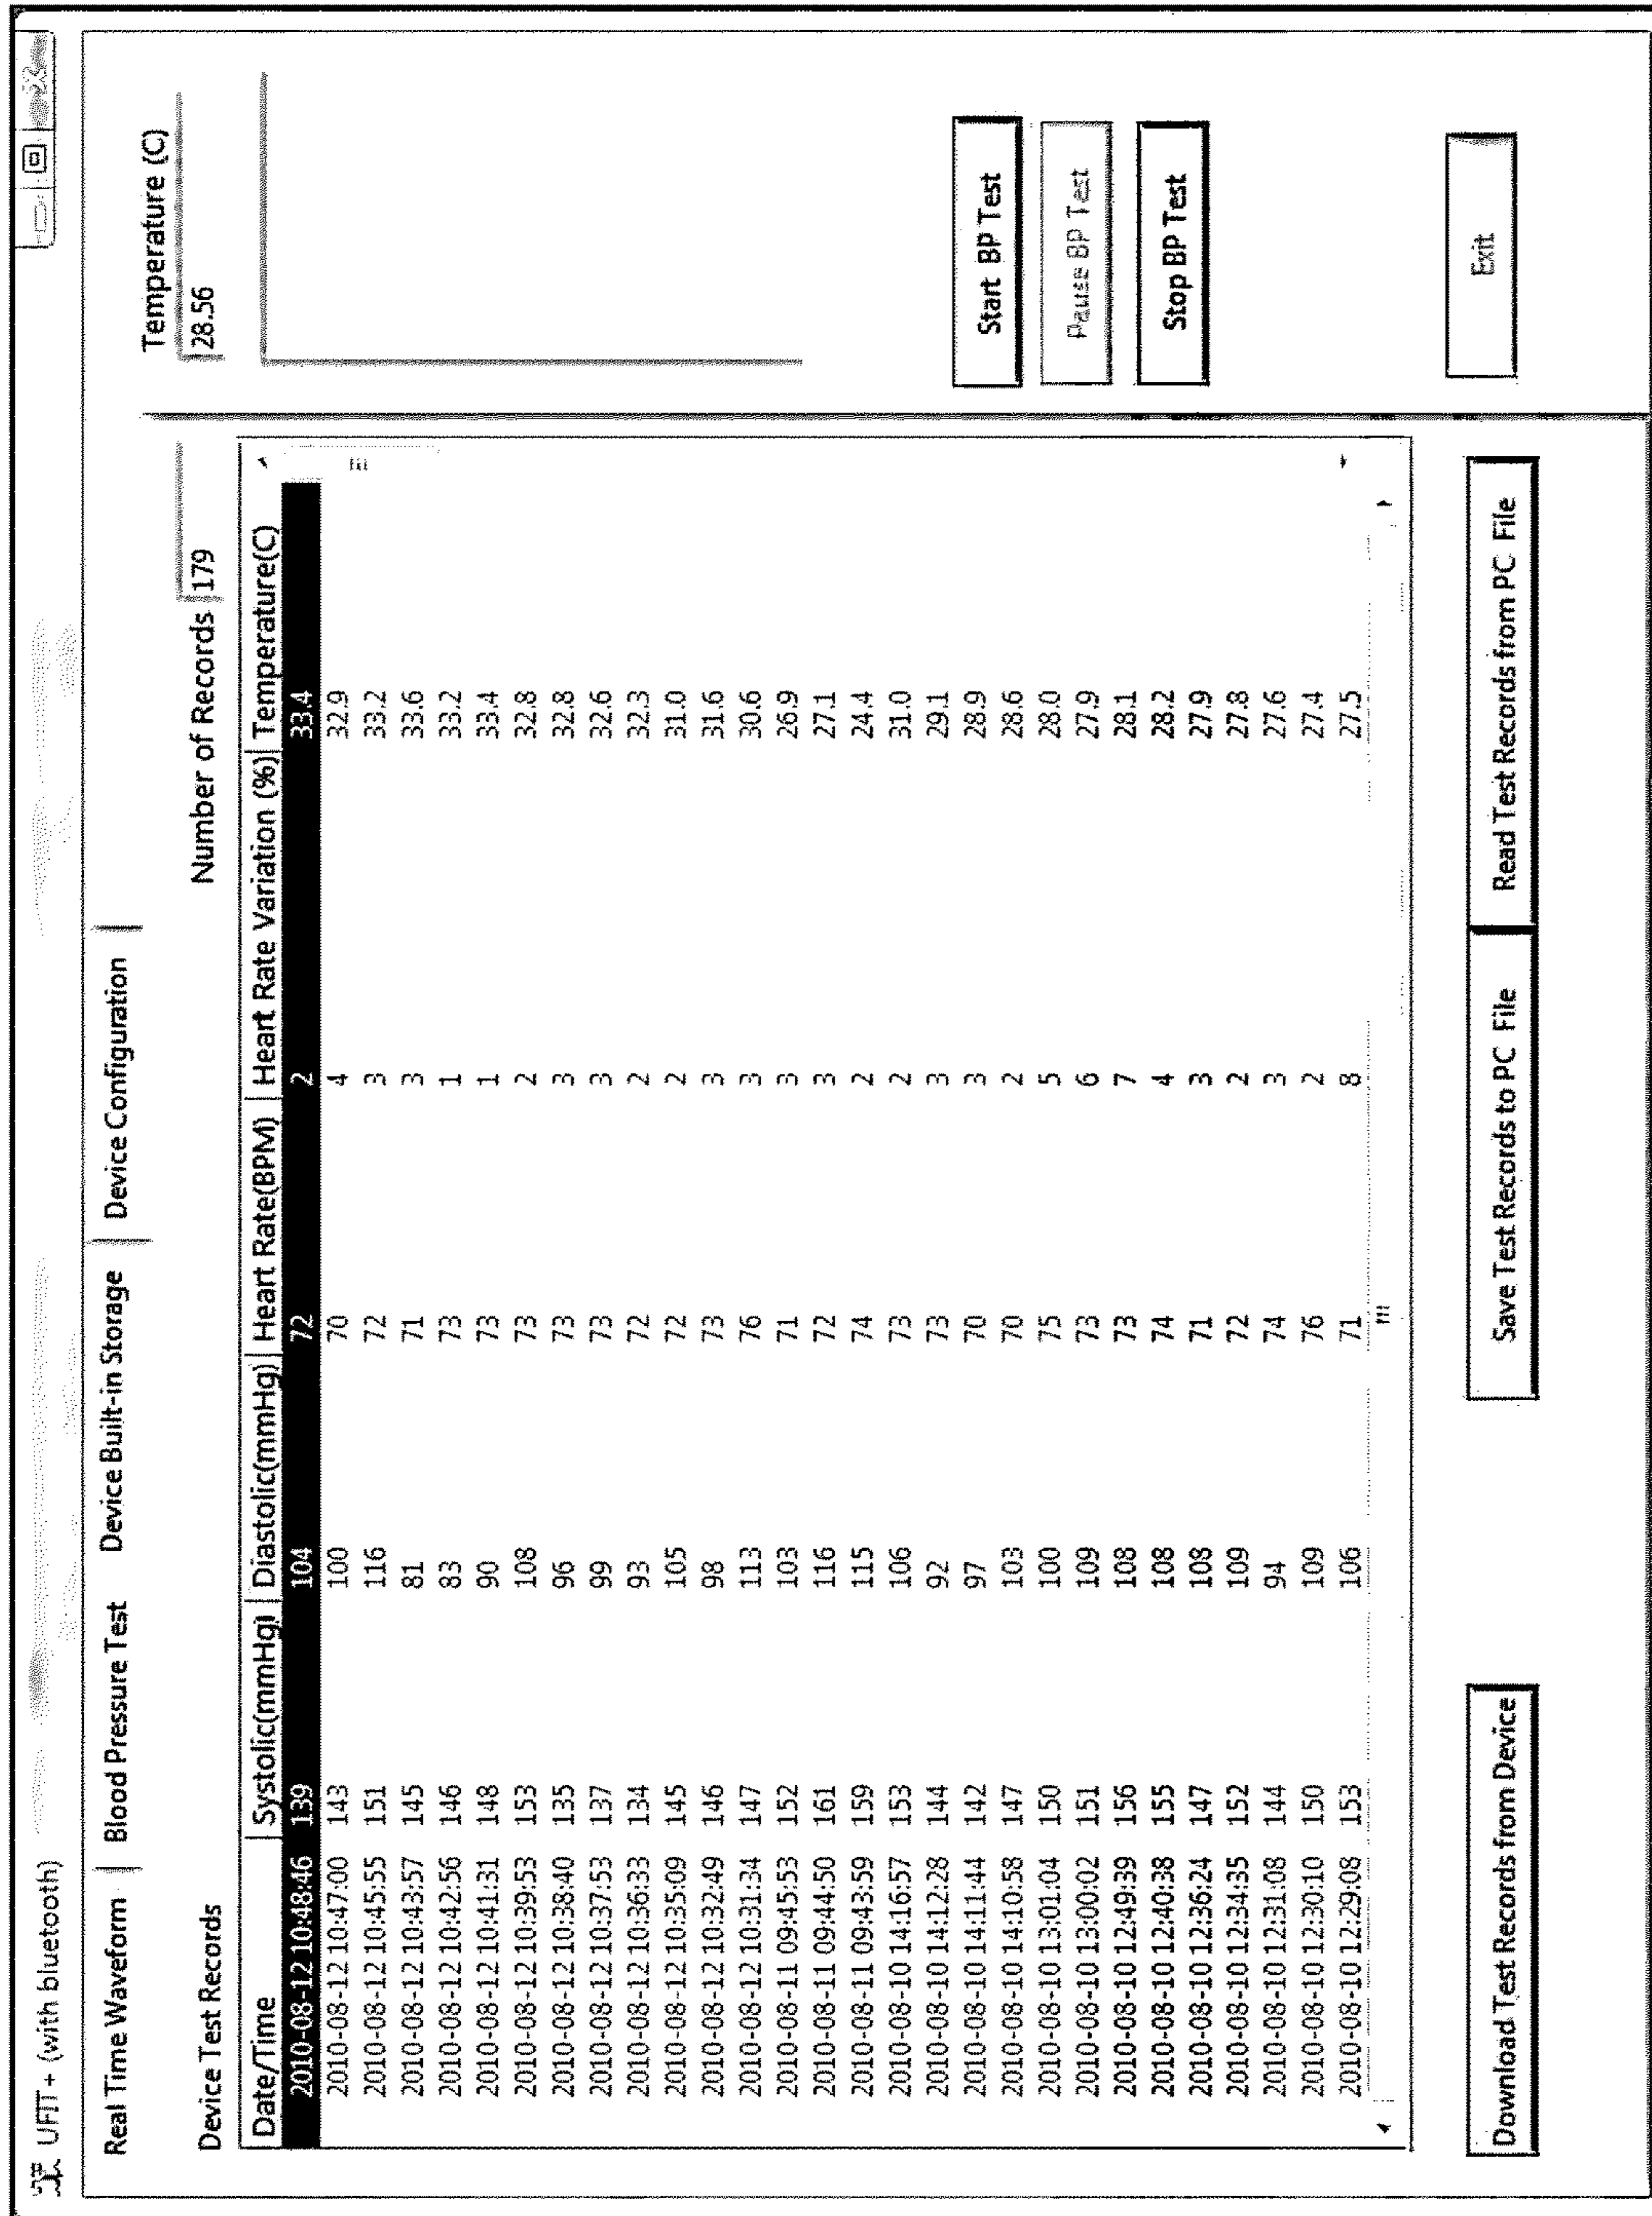 UFIT+ (with bluetooth)
Real Time Waveform | Blood Pressure Test Device Built-in Storage | Device Configuration |
Temperature (C)
28.56
Device Test Records Number of Records 179
Date/Time | Systolic(mmHg) | Diastolic(mmHg) | Heart Rate(BPM) | Heart Rate Variation (%) | Temperature(C)
2010-08-12 10:48:46 139 104 72 2 33.4
2010-08-12 10:47:00 143 100 70 4 32.9
2010-08-12 10:45:55 151 116 72 3 33.2
2010-08-12 10:43:57 145 81 71 3 33.6
2010-08-12 10:42:56 146 83 73 1 33.2
2010-08-12 10:41:31 148 90 73 1 33.4
2010-08-12 10:39:53 153 108 73 2 32.8
2010-08-12 10:38:40 135 96 73 3 32.8
2010-08-12 10:37:53 137 99 73 3 32.6
2010-08-12 10:36:33 134 93 72 2 32.3
2010-08-12 10:35:09 145 105 72 2 31.0
2010-08-12 10:32:49 146 98 73 3 31.6
2010-08-12 10:31:34 147 113 76 3 30.6
2010-08-11 09:45:53 152 103 71 3 26.9
2010-08-11 09:44:50 161 116 72 3 27.1
2010-08-11 09:43:59 159 115 74 2 24.4
2010-08-10 14:16:57 153 106 73 2 31.0
2010-08-10 14:12:28 144 92 73 3 29.1
2010-08-10 14:11:44 142 97 70 3 28.9
2010-08-10 14:10:58 147 103 70 2 28.6
2010-08-10 13:01:04 150 100 75 5 28.0
2010-08-10 13:00:02 151 109 73 6 27.9
2010-08-10 12:49:39 156 108 73 7 28.1
2010-08-10 12:40:38 155 108 74 4 28.2
2010-08-10 12:36:24 147 108 71 3 27.9
2010-08-10 12:34:35 152 109 72 2 27.8
2010-08-10 12:31:08 144 94 74 3 27.6
2010-08-10 12:30:10 150 109 76 2 27.4
2010-08-10 12:29:08 153 106 71 8 27.5
Start BP Test
Pause BP Test
Stop BP Test
Download Test Records from Device Save Test Records to PC File Read Test Records from PC File
Exit